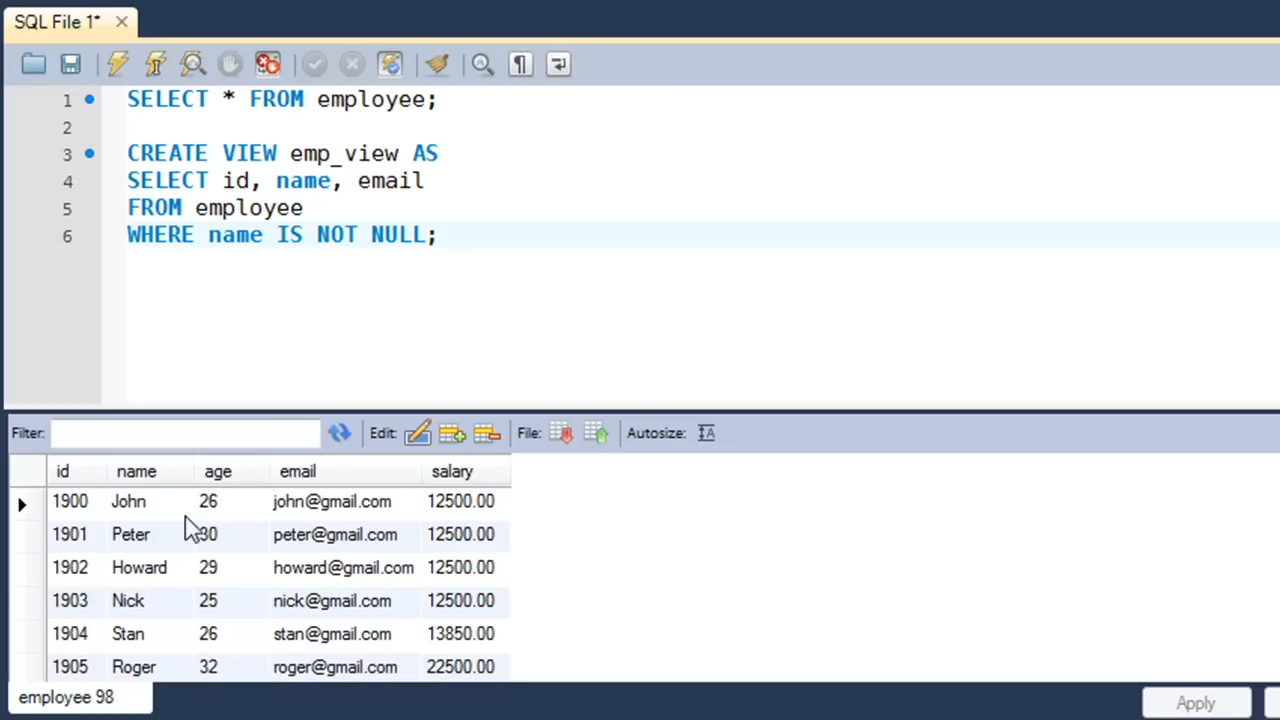 SQL File 1*
1 SELECT * FROM employee;
2
3 CREATE VIEW emp_view AS
4 SELECT id, name, email
5 FROM employee
6 WHERE name IS NOT NULL;
Filter: Edit: File: Autosize:
id name age email salary
1900 John 26 john@gmail.com 12500.00
1901 Peter 30 peter@gmail.com 12500.00
1902 Howard 29 howard@gmail.com 12500.00
1903 Nick 25 nick@gmail.com 12500.00
1904 Stan 26 stan@gmail.com 13850.00
1905 Roger 32 roger@gmail.com 22500.00
employee 98
Apply